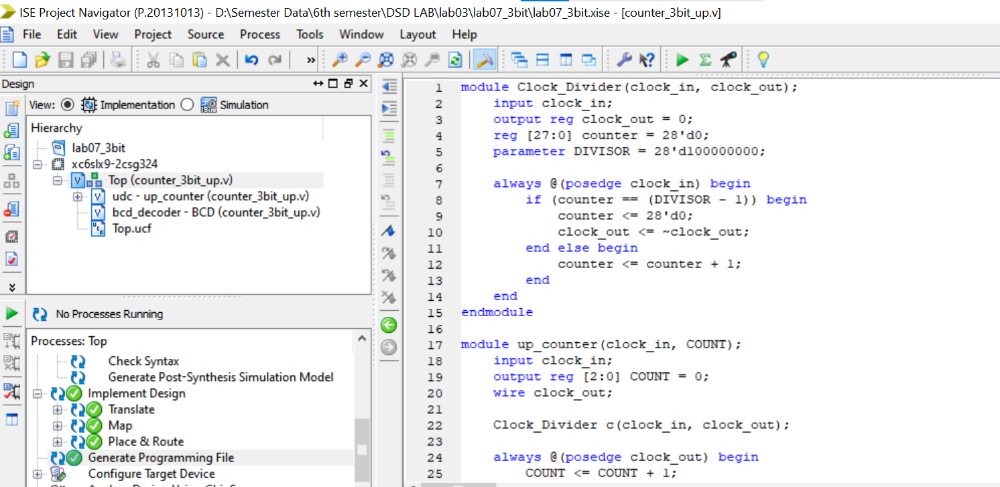 ISE Project Navigator (P.20131013) - D:\Semester Data\6th semester\DSD LAB\lab03\lab07_3bit\lab07_3bit.xise - [counter_3bit_up.v]
File Edit View Project Source Process Tools Window Layout Help
Design
View: Implementation Simulation
Hierarchy
lab07_3bit
xc6slx9-2csg324
Top (counter_3bit_up.v)
udc - up_counter (counter_3bit_up.v)
bcd_decoder - BCD (counter_3bit_up.v)
Top.ucf
No Processes Running
Processes: Top
Check Syntax
Generate Post-Synthesis Simulation Model
Implement Design
Translate
Map
Place & Route
Generate Programming File
Configure Target Device
1 module Clock_Divider(clock_in, clock_out);
2 input clock_in;
3 output reg clock_out = 0;
4 reg [27:0] counter = 28'd0;
5 parameter DIVISOR = 28'd100000000;
6
7 always @(posedge clock_in) begin
8 if (counter == (DIVISOR - 1)) begin
9 counter <= 28'd0;
10 clock_out <= ~clock_out;
11 end else begin
12 counter <= counter + 1;
13 end
14 end
15 endmodule
16
17 module up_counter(clock_in, COUNT);
18 input clock_in;
19 output reg [2:0] COUNT = 0;
20 wire clock_out;
21
22 Clock_Divider c(clock_in, clock_out);
23
24 always @(posedge clock_out) begin
25 COUNT <= COUNT + 1;